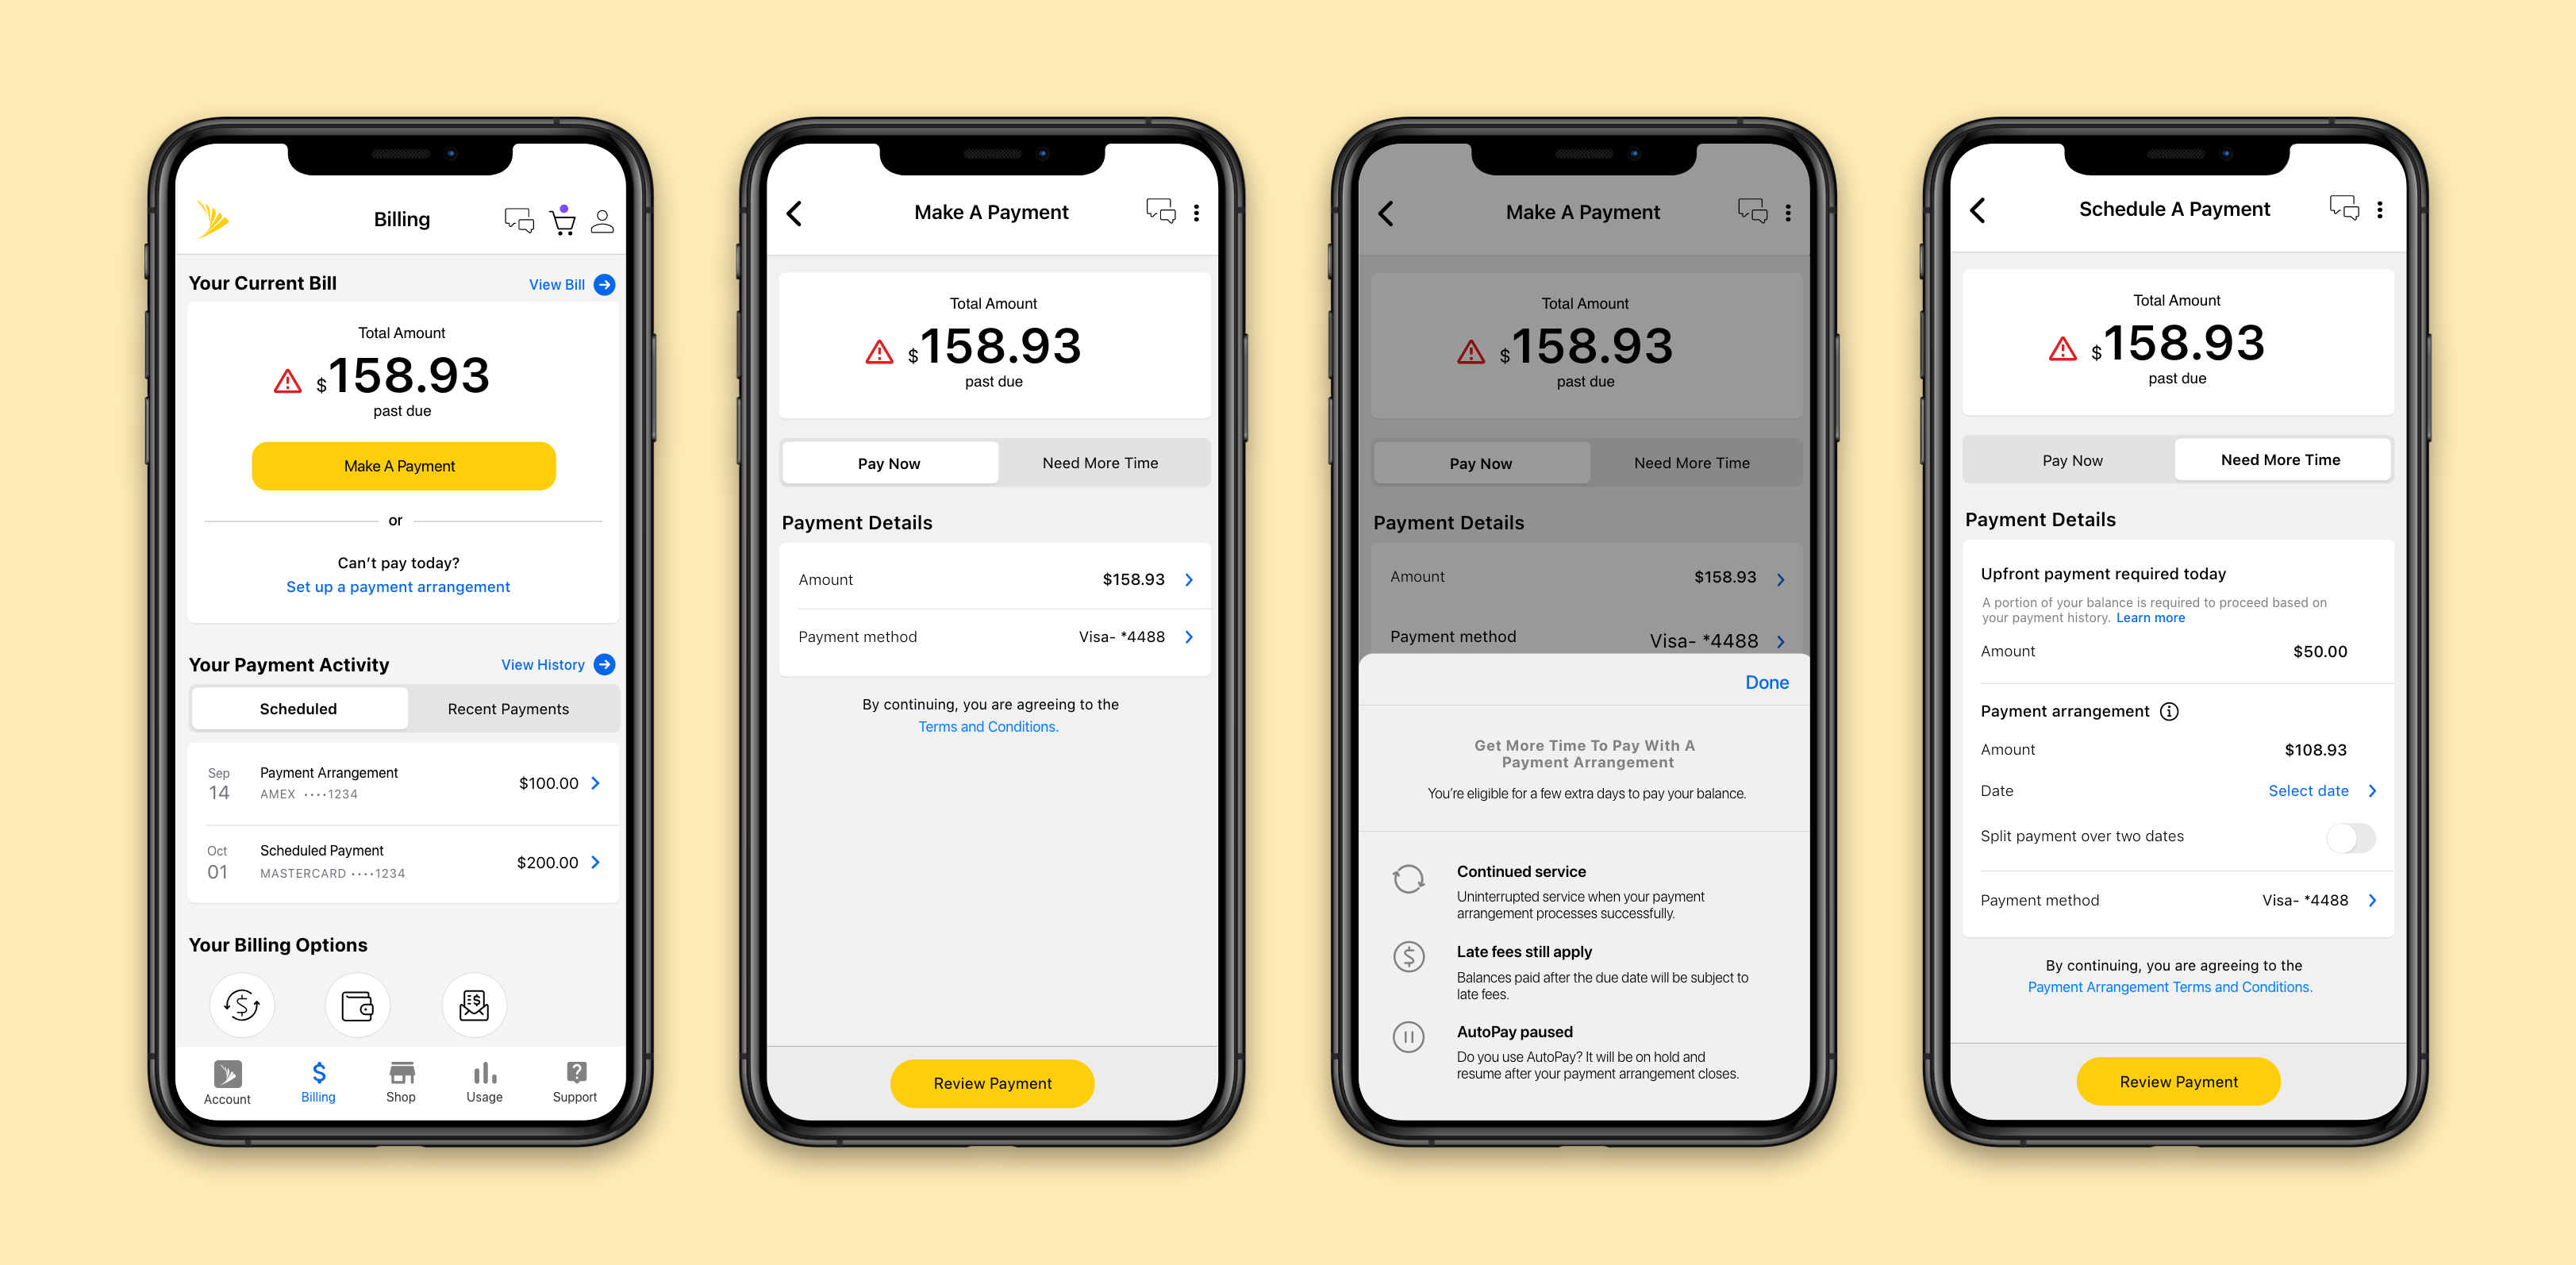 Billing
Your Current Bill
View Bill
Total Amount
$158.93
past due
Make A Payment
or
Can't pay today?
Set up a payment arrangement
Your Payment Activity
View History
Scheduled
Recent Payments
Sep
14
Payment Arrangement
AMEX ····1234
$100.00
Oct
01
Scheduled Payment
MASTERCARD ····1234
$200.00
Your Billing Options
Account
Billing
Shop
Usage
Support
Make A Payment
Total Amount
$158.93
past due
Pay Now
Need More Time
Payment Details
Amount
$158.93
Payment method
Visa- *4488
By continuing, you are agreeing to the
Terms and Conditions.
Review Payment
Make A Payment
Total Amount
$158.93
past due
Pay Now
Need More Time
Payment Details
Amount
$158.93
Payment method
Visa- *4488
Done
Get More Time To Pay With A
Payment Arrangement
You're eligible for a few extra days to pay your balance.
Continued service
Uninterrupted service when your payment
arrangement processes successfully.
Late fees still apply
Balances paid after the due date will be subject to
late fees.
AutoPay paused
Do you use AutoPay? It will be on hold and
resume after your payment arrangement closes.
Schedule A Payment
Total Amount
$158.93
past due
Pay Now
Need More Time
Payment Details
Upfront payment required today
A portion of your balance is required to proceed based on
your payment history. Learn more
Amount
$50.00
Payment arrangement
Amount
$108.93
Date
Select date
Split payment over two dates
Payment method
Visa- *4488
By continuing, you are agreeing to the
Payment Arrangement Terms and Conditions.
Review Payment